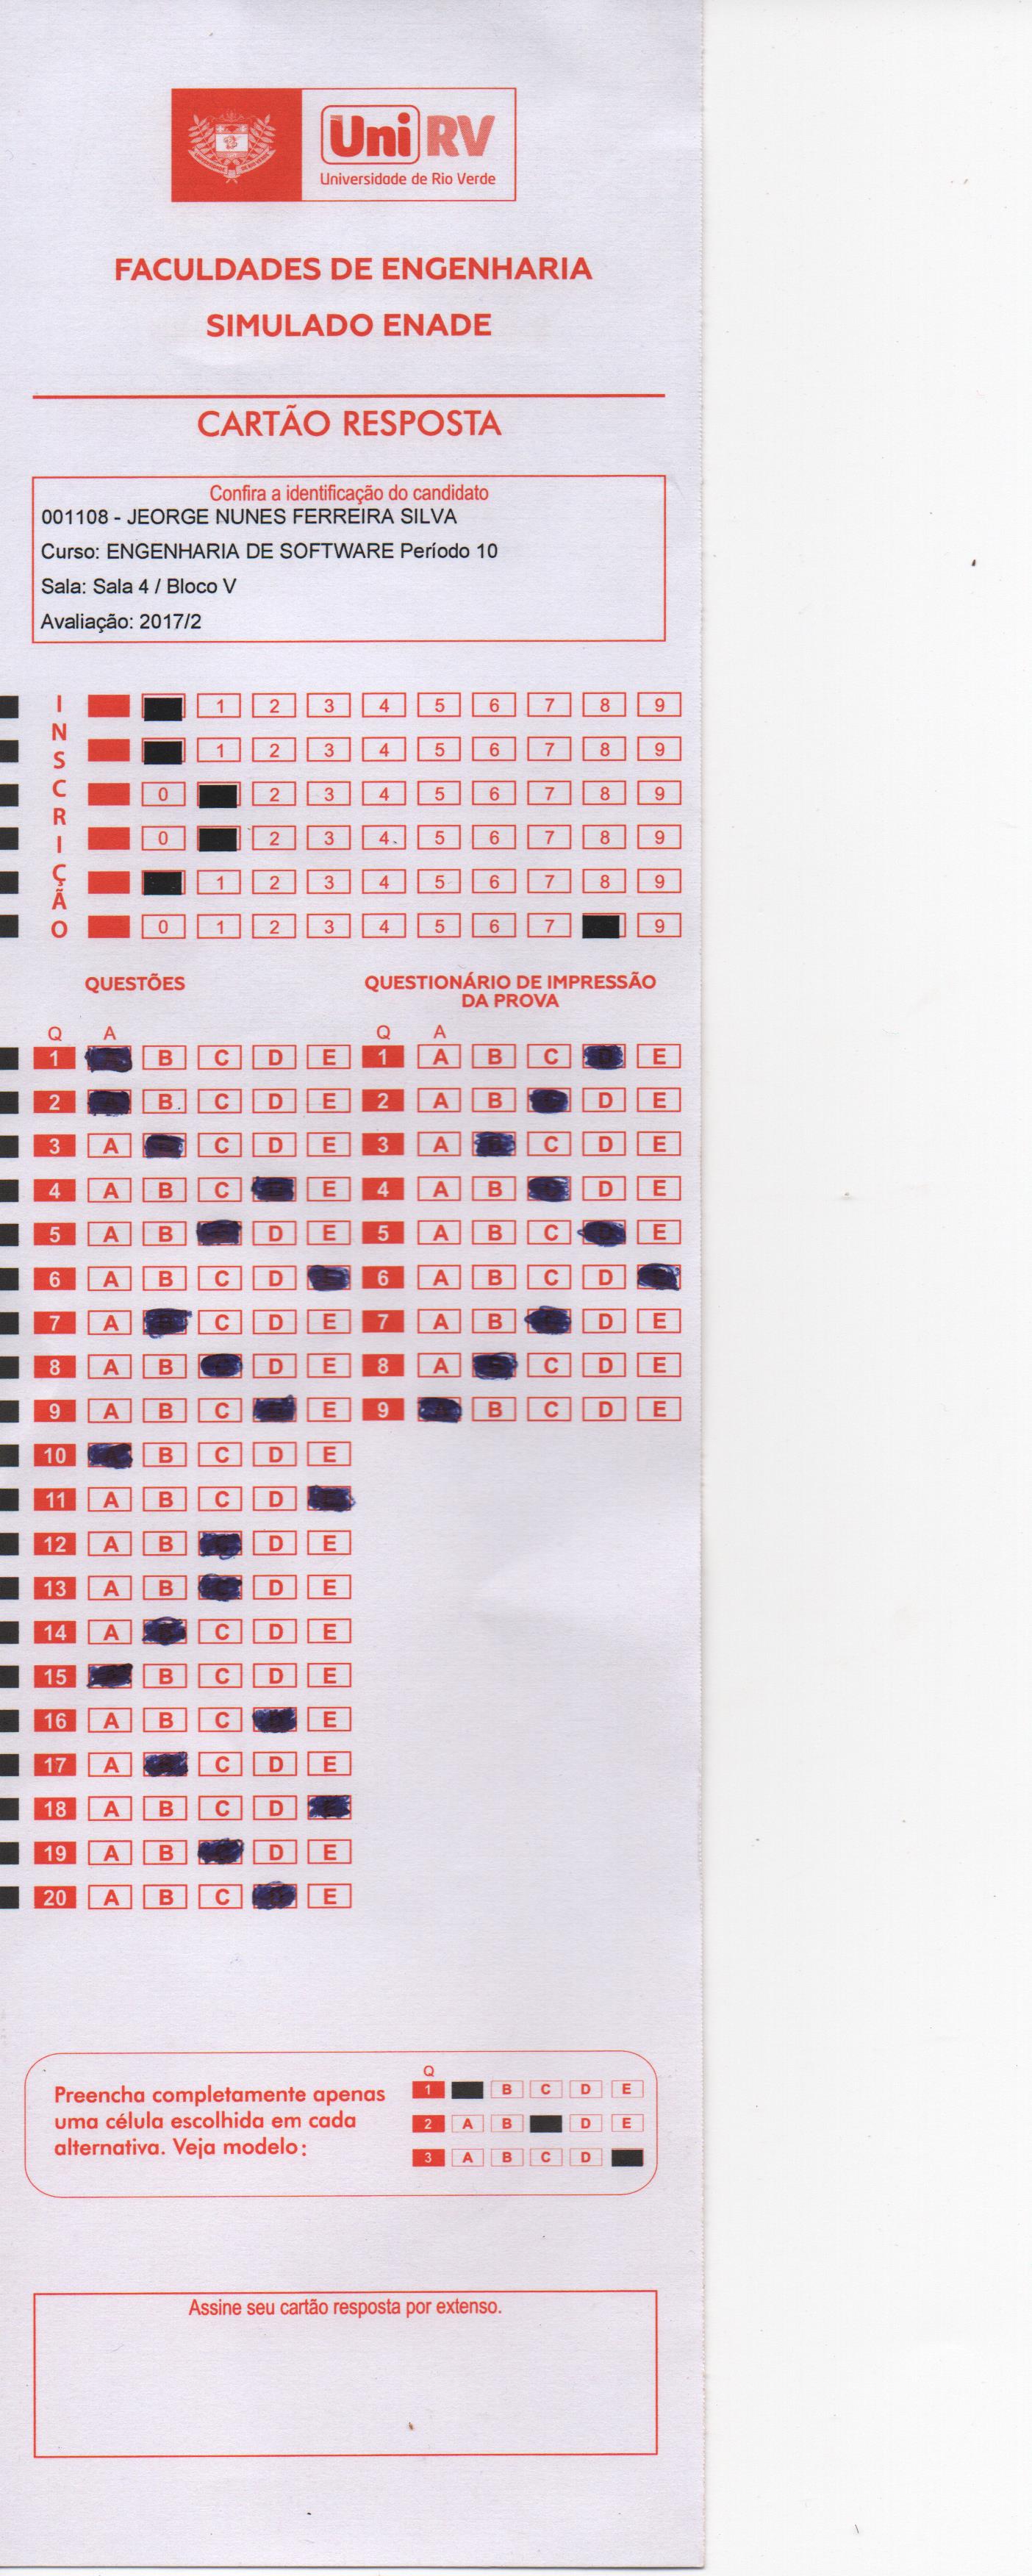 Uni RV
Universidade de Rio Verde
FACULDADES DE ENGENHARIA
SIMULADO ENADE
CARTÃO RESPOSTA
Confira a identificação do candidato
001108 - JEORGE NUNES FERREIRA SILVA
Curso: ENGENHARIA DE SOFTWARE Período 10
Sala: Sala 4 / Bloco V
Avaliação: 2017/2
INSCRIÇÃO
1 2 3 4 5 6 7 8 9
1 2 3 4 5 6 7 8 9
0 2 3 4 5 6 7 8 9
0 2 3 4 5 6 7 8 9
1 2 3 4 5 6 7 8 9
0 1 2 3 4 5 6 7 9
QUESTÕES
QUESTIONÁRIO DE IMPRESSÃO
DA PROVA
Q A Q A
1 B C D E 1 A B C E
2 B C D E 2 A B D E
3 A C D E 3 A C D E
4 A B C E 4 A B D E
5 A B D E 5 A B C E
6 A B C D 6 A B C D
7 A C D E 7 A B D E
8 A B D E 8 A C D E
9 A B C E 9 B C D E
10 B C D E
11 A B C D
12 A B D E
13 A B D E
14 A C D E
15 B C D E
16 A B C E
17 A C D E
18 A B C D
19 A B D E
20 A B C E
Preencha completamente apenas
uma célula escolhida em cada
alternativa. Veja modelo:
Q
1 B C D E
2 A B D E
3 A B C D
Assine seu cartão resposta por extenso.